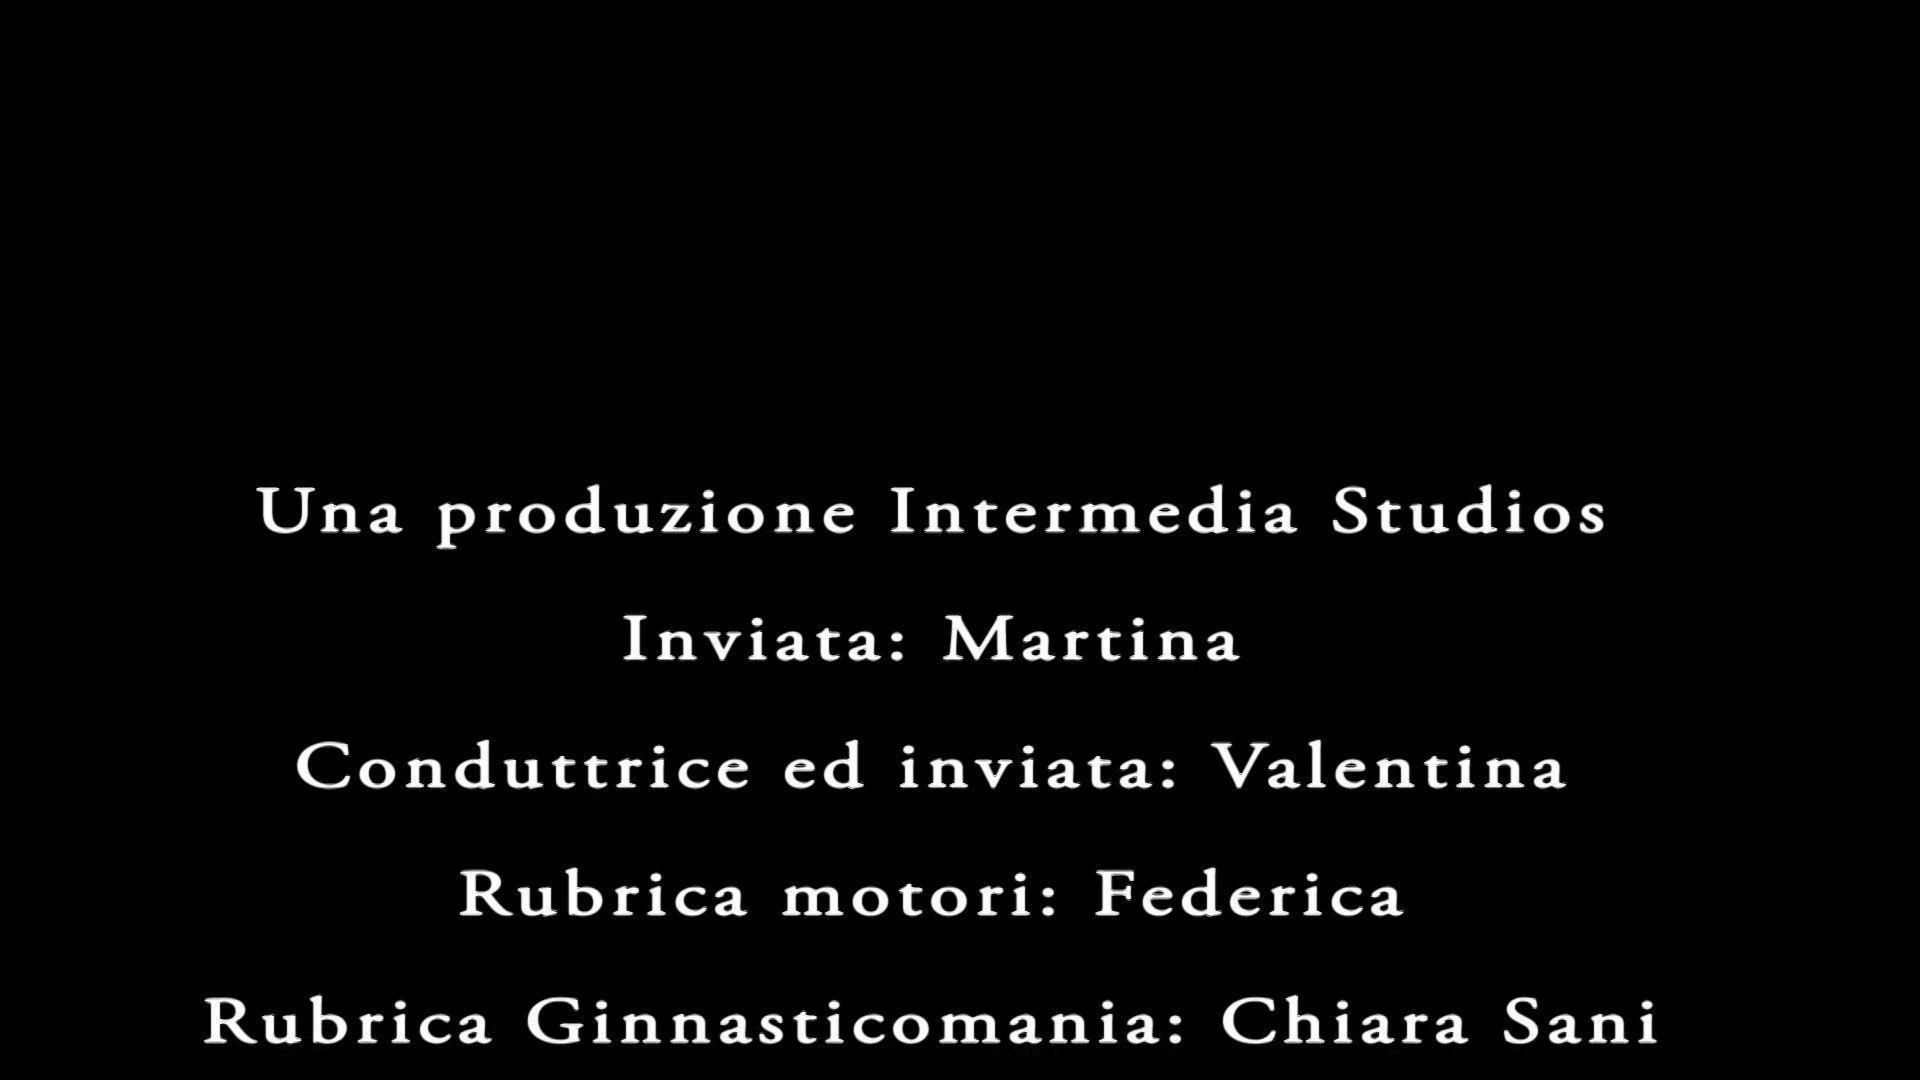 Una produzione Intermedia Studios
Inviata: Martina
Conduttrice ed inviata: Valentina
Rubrica motori: Federica
Rubrica Ginnasticomania: Chiara Sani